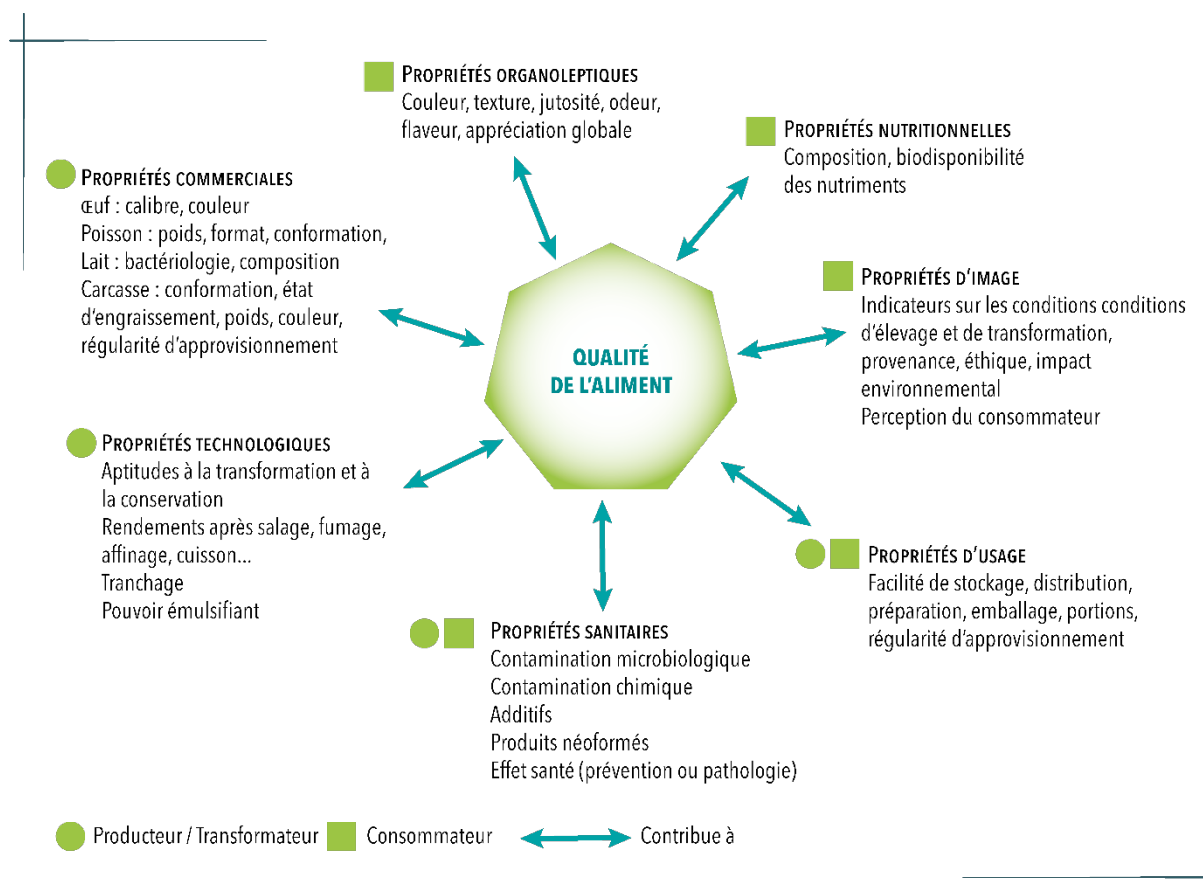 PROPRIÉTÉS ORGANOLEPTIQUES
Couleur, texture, jutosité, odeur,
flaveur, appréciation globale
PROPRIÉTÉS NUTRITIONNELLES
Composition, biodisponibilité
des nutriments
PROPRIÉTÉS COMMERCIALES
Œuf : calibre, couleur
Poisson : poids, format, conformation,
Lait : bactériologie, composition
Carcasse : conformation, état
d'engraissement, poids, couleur,
régularité d'approvisionnement
PROPRIÉTÉS D'IMAGE
Indicateurs sur les conditions conditions
d'élevage et de transformation,
provenance, éthique, impact
environnemental
Perception du consommateur
QUALITÉ
DE L'ALIMENT
PROPRIÉTÉS TECHNOLOGIQUES
Aptitudes à la transformation et à
la conservation
Rendements après salage, fumage,
affinage, cuisson...
Tranchage
Pouvoir émulsifiant
PROPRIÉTÉS D'USAGE
Facilité de stockage, distribution,
préparation, emballage, portions,
régularité d'approvisionnement
PROPRIÉTÉS SANITAIRES
Contamination microbiologique
Contamination chimique
Additifs
Produits néoformés
Effet santé (prévention ou pathologie)
Producteur / Transformateur Consommateur Contribue à